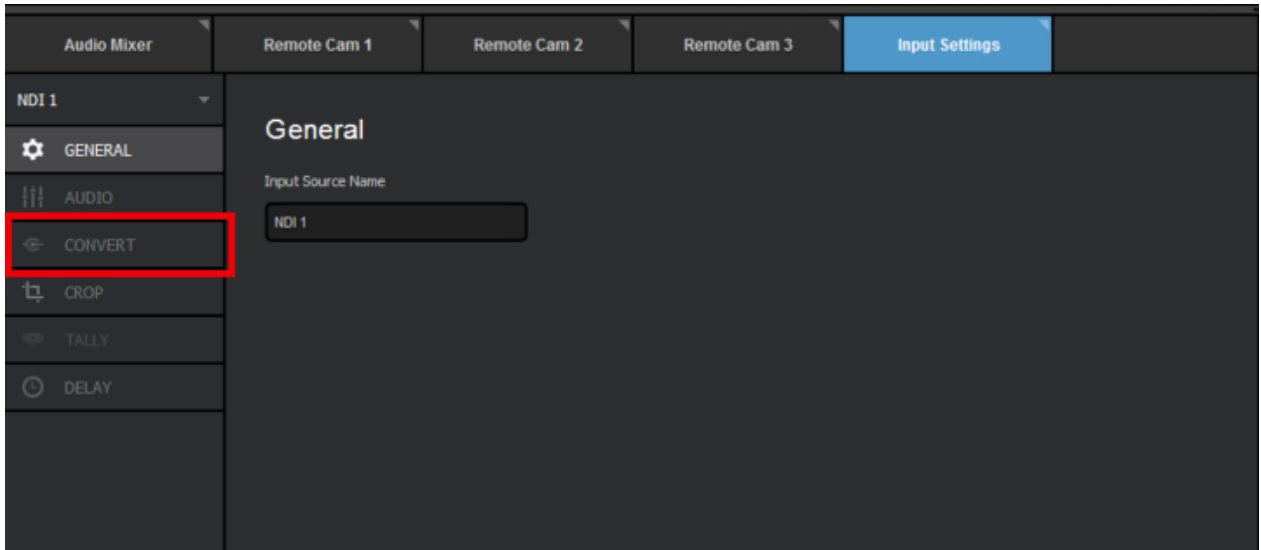 Audio Mixer
Remote Cam 1
Remote Cam 2
Remote Cam 3
Input Settings
NDI 1
GENERAL
AUDIO
CONVERT
CROP
TALLY
DELAY
General
Input Source Name
NDI 1